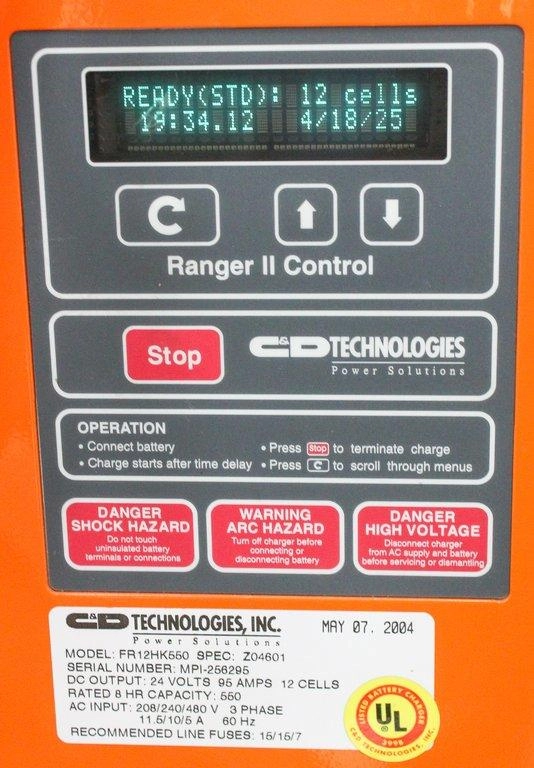 READY(STD): 12 cells
19:34.12 4/18/25
Ranger II Control
Stop
C&D TECHNOLOGIES
Power Solutions
OPERATION
• Connect battery
• Charge starts after time delay
• Press Stop to terminate charge
• Press C to scroll through menus
DANGER
SHOCK HAZARD
Do not touch
uninsulated battery
terminals or connections
WARNING
ARC HAZARD
Turn off charger before
connecting or
disconnecting battery
DANGER
HIGH VOLTAGE
Disconnect charger
from AC supply and battery
before servicing or dismantling
C&D TECHNOLOGIES, INC.
Power Solutions
MAY 07. 2004
MODEL: FR12HK550 SPEC: Z04601
SERIAL NUMBER: MPI-256295
DC OUTPUT: 24 VOLTS 95 AMPS 12 CELLS
RATED 8 HR CAPACITY: 550
AC INPUT: 208/240/480 V 3 PHASE
11.5/10/5 A 60 Hz
RECOMMENDED LINE FUSES: 15/15/7
LISTED BATTERY CHARGER
UL
399B
C&D TECHNOLOGIES, INC.